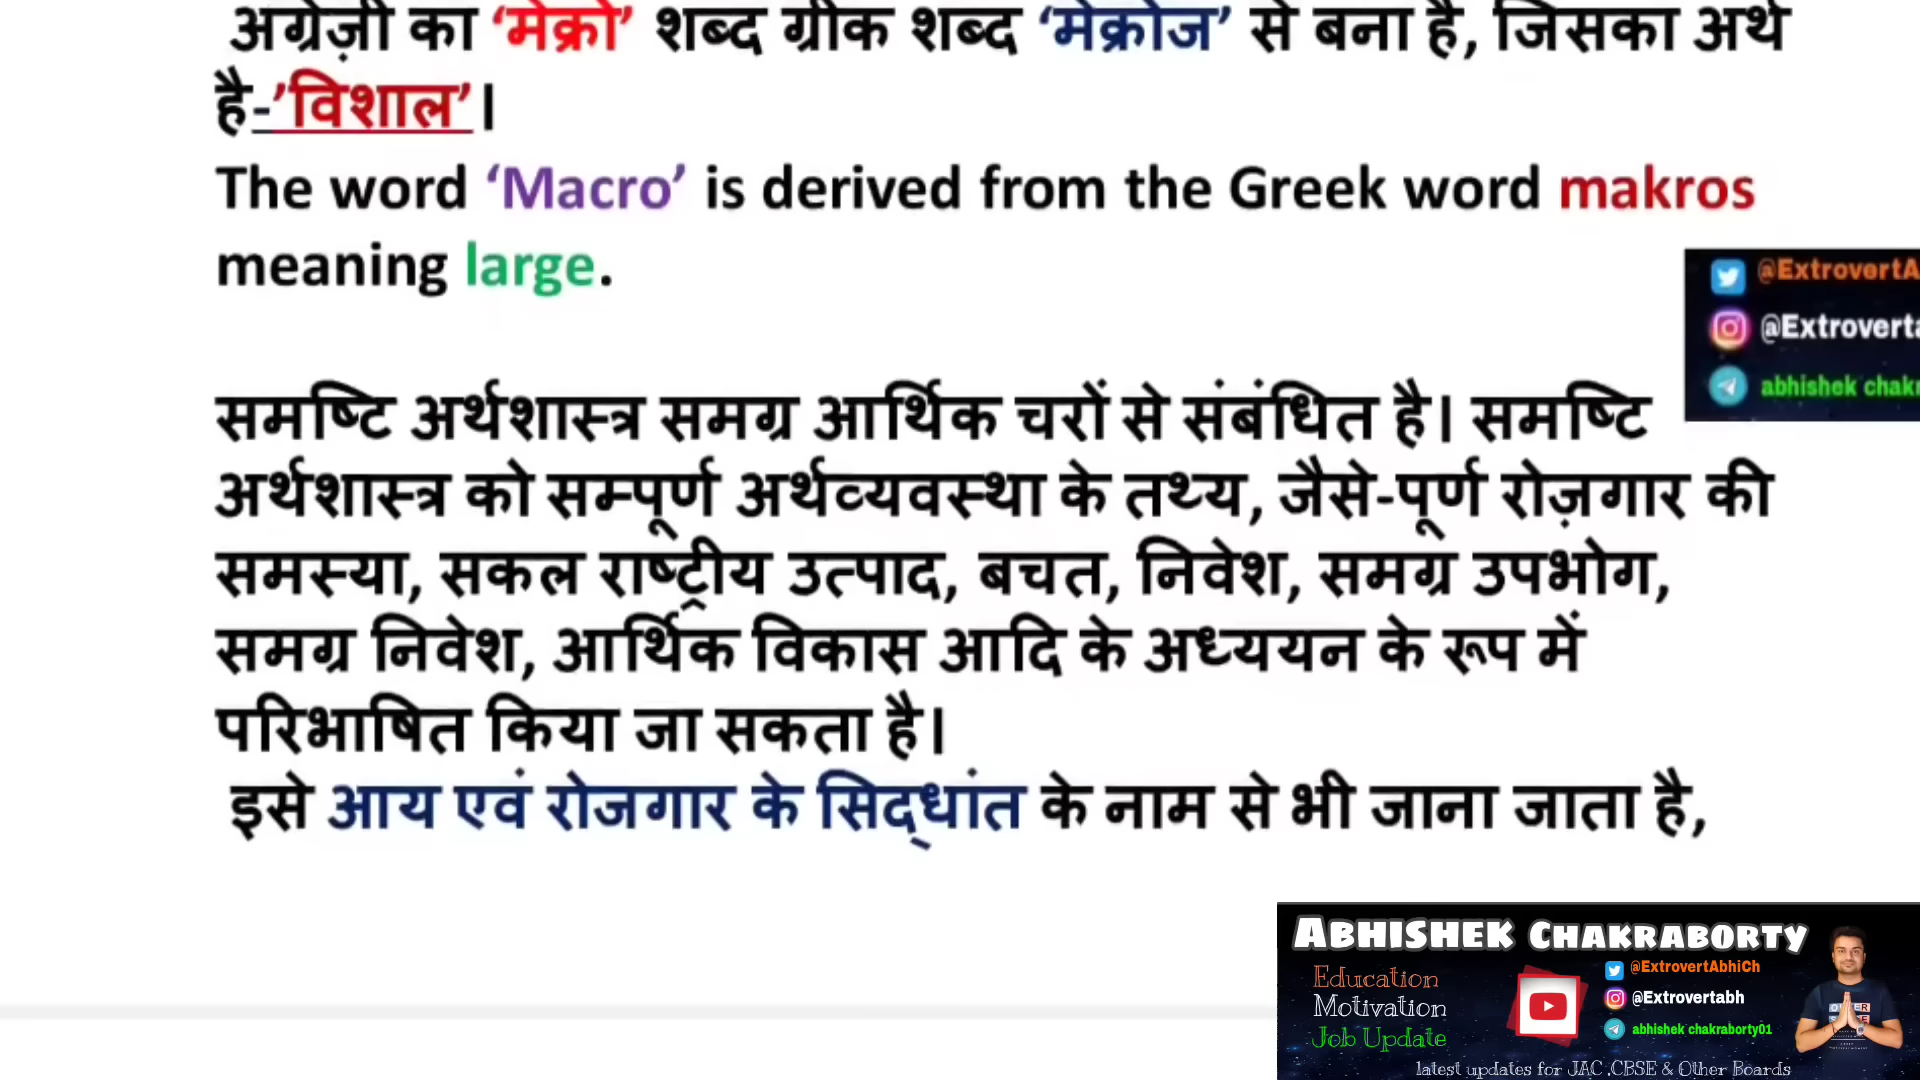 अंग्रेज़ी का ‘मेक्रो’ शब्द ग्रीक शब्द ‘मेक्रोज’ से बना है, जिसका अर्थ
है-’विशाल’।
The word ‘Macro’ is derived from the Greek word makros
meaning large.
@ExtrovertA
@Extroverta
abhishek chakr
समष्टि अर्थशास्त्र समग्र आर्थिक चरों से संबंधित है। समष्टि
अर्थशास्त्र को सम्पूर्ण अर्थव्यवस्था के तथ्य, जैसे-पूर्ण रोज़गार की
समस्या, सकल राष्ट्रीय उत्पाद, बचत, निवेश, समग्र उपभोग,
समग्र निवेश, आर्थिक विकास आदि के अध्ययन के रूप में
परिभाषित किया जा सकता है।
इसे आय एवं रोजगार के सिद्धांत के नाम से भी जाना जाता है,
ABHISHEK CHAKRABORTY
Education
Motivation
Job Update
@ExtrovertAbhiCh
@Extrovertabh
abhishek chakraborty01
latest updates for JAC ,CBSE & Other Boards